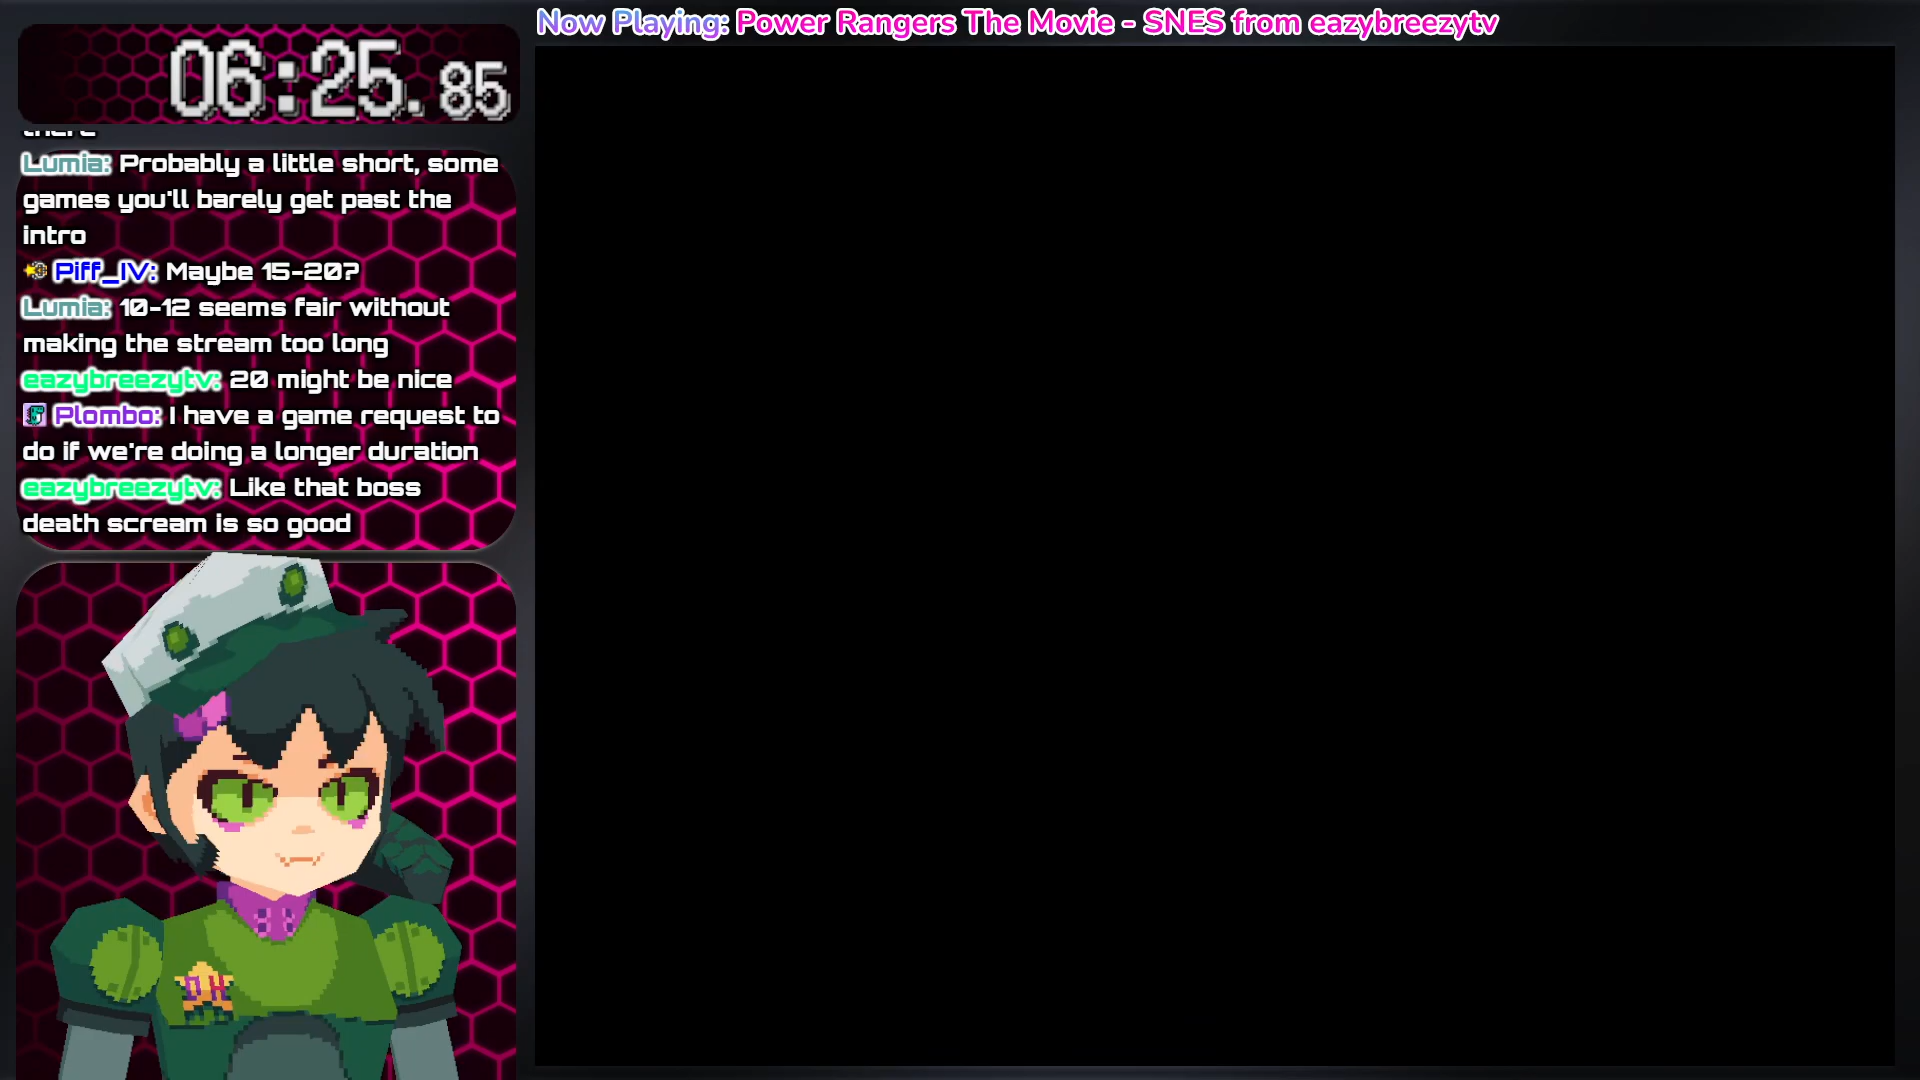 Now Playing: Power Rangers The Movie - SNES from eazybreezytv
06:25.85
there
Lumia: Probably a little short, some
games you'll barely get past the
intro
Piff_IV: Maybe 15-20?
Lumia: 10-12 seems fair without
making the stream too long
eazybreezytv: 20 might be nice
Plombo: I have a game request to
do if we're doing a longer duration
eazybreezytv: Like that boss
death scream is so good
DH